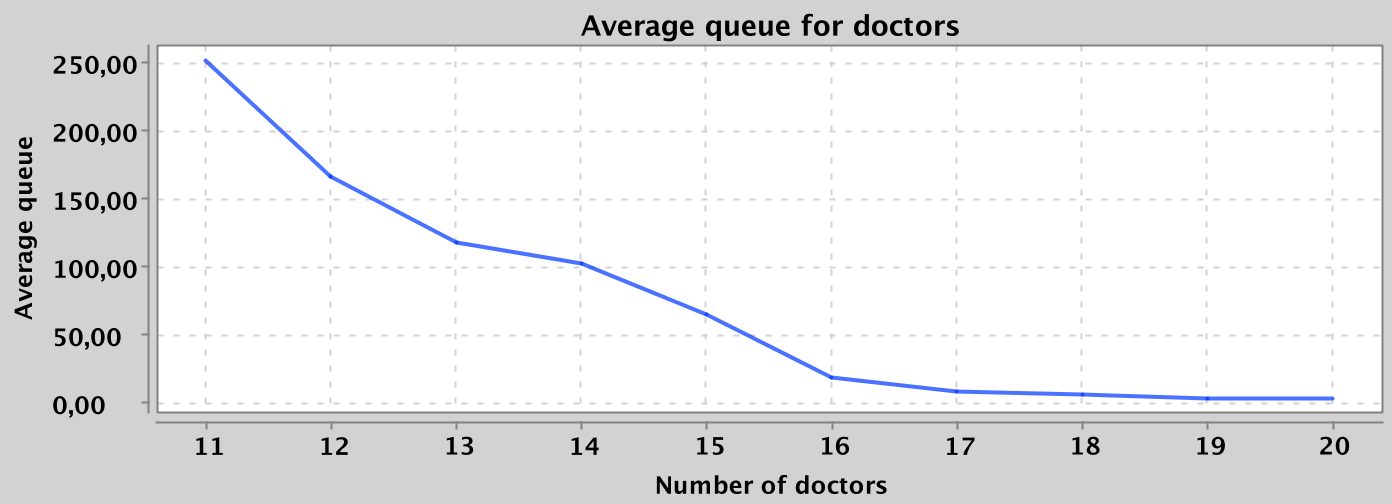 Average queue for doctors
Average queue
250,00
200,00
150,00
100,00
50,00
0,00
11 12 13 14 15 16 17 18 19 20
Number of doctors